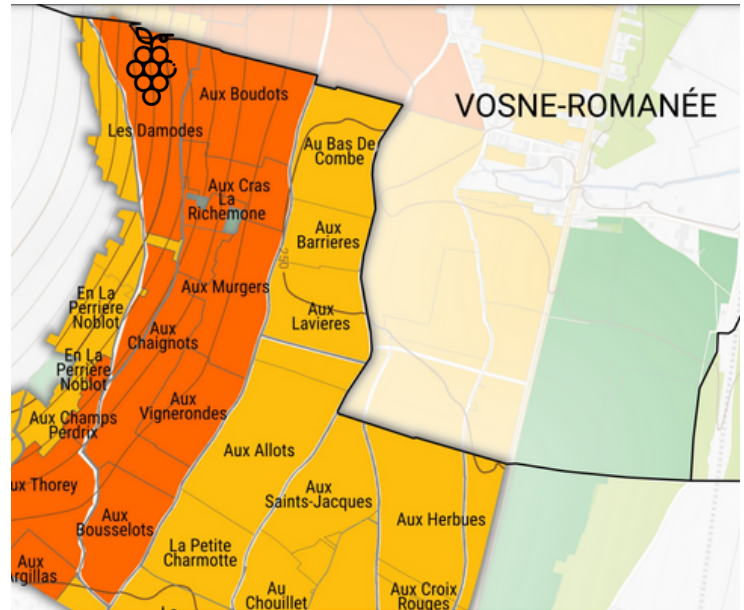 Aux Boudots
VOSNE-ROMANÉE
Les Damodes
Au Bas De
Combe
Aux Cras
La
Richemone
Aux
Barrieres
250
Aux Murgers
En La
Perriere
Noblot
Aux
Lavieres
Aux
Chaignots
En La
Perriere
Noblot
Aux
Vignerondes
Aux Champs
Perdrix
Aux Allots
ux Thorey
Aux
Saints-Jacques
Aux
Bousselots
Aux Herbues
La Petite
Charmotte
Aux
Argillas
Au
Chouillet
Aux Croix
Rouges